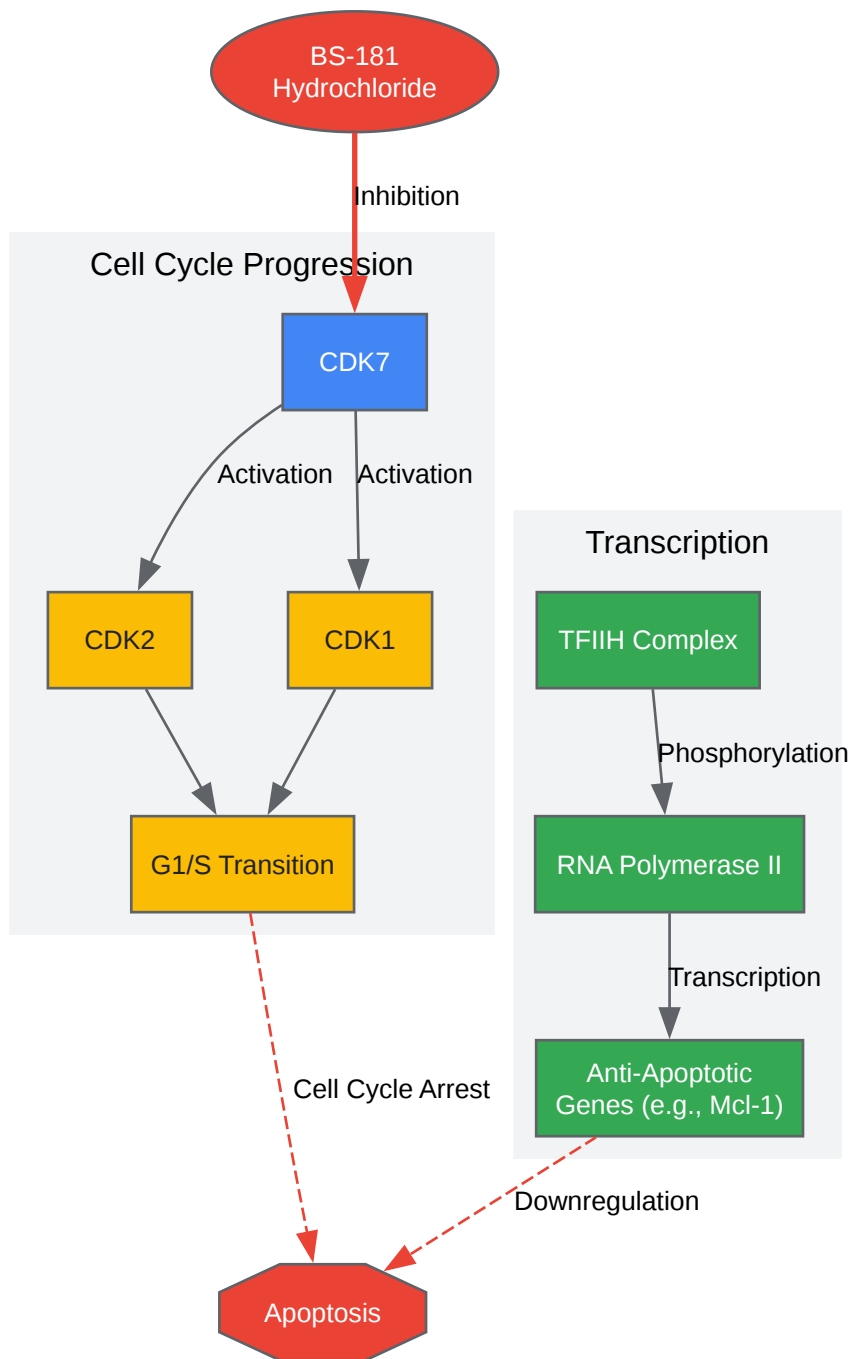 BS-181
Hydrochloride
Inhibition
Cell Cycle Progression
CDK7
Activation
Activation
Transcription
CDK2
CDK1
TFIIH Complex
Phosphorylation
G1/S Transition
RNA Polymerase II
Transcription
Anti-Apoptotic
Genes (e.g., Mcl-1)
Cell Cycle Arrest
Downregulation
Apoptosis